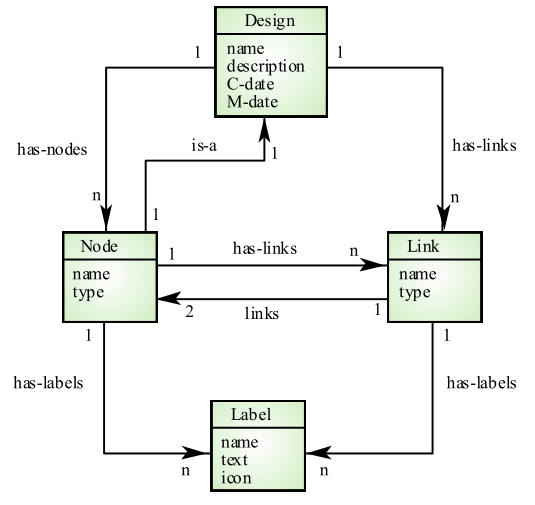 Design
name
description
C-date
M-date
1
1
has-nodes
is-a
1
has-links
n
1
n
Node
name
type
1
has-links
n
Link
name
type
2
links
1
1
1
has-labels
has-labels
Label
name
text
icon
n
n